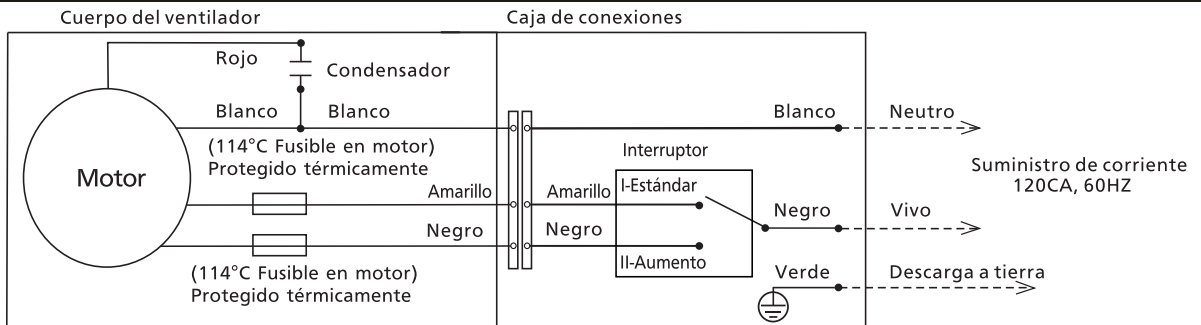 Cuerpo del ventilador
Caja de conexiones
Rojo
Condensador
Blanco
Blanco
Blanco
Neutro
(114°C Fusible en motor)
Protegido térmicamente
Interruptor
Suministro de corriente
120CA, 60HZ
Motor
Amarillo
Amarillo
I-Estándar
Negro
Vivo
Negro
Negro
II-Aumento
(114°C Fusible en motor)
Protegido térmicamente
Verde
Descarga a tierra